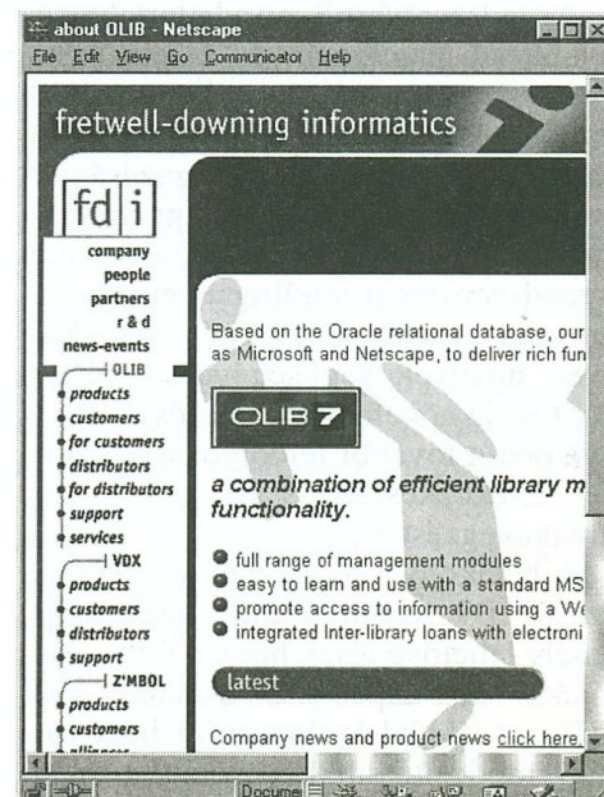 about OLIB - Netscape
File Edit View Go Communicator Help
fretwell-downing informatics
fd i
company
people
partners
r & d
news-events
OLIB
products
customers
for customers
distributors
for distributors
support
services
VDX
products
customers
distributors
support
Z'MBOL
products
customers
alliances
Based on the Oracle relational database, our
as Microsoft and Netscape, to deliver rich fun
OLIB 7
a combination of efficient library m
functionality.
full range of management modules
easy to learn and use with a standard MS
promote access to information using a We
integrated Inter-library loans with electroni
latest
Company news and product news click here.
Docume